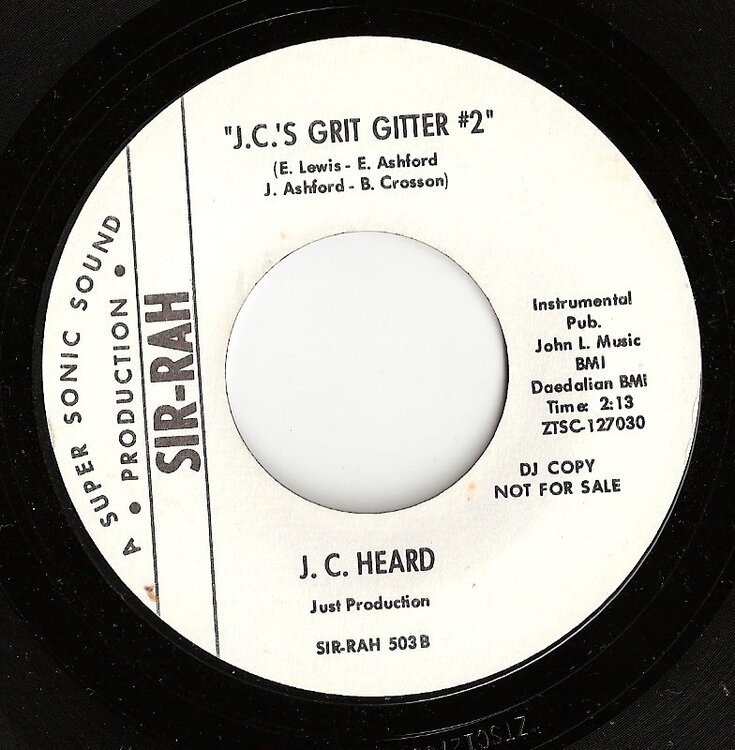 "J.C.'S GRIT GITTER #2"
(E. Lewis - E. Ashford
J. Ashford - B. Crosson)
A SUPER SONIC SOUND
• PRODUCTION •
SIR-RAH
Instrumental
Pub.
John L. Music
BMI
Daedalian BMI
Time: 2:13
ZTSC-127030
DJ COPY
NOT FOR SALE
J. C. HEARD
Just Production
SIR-RAH 503 B